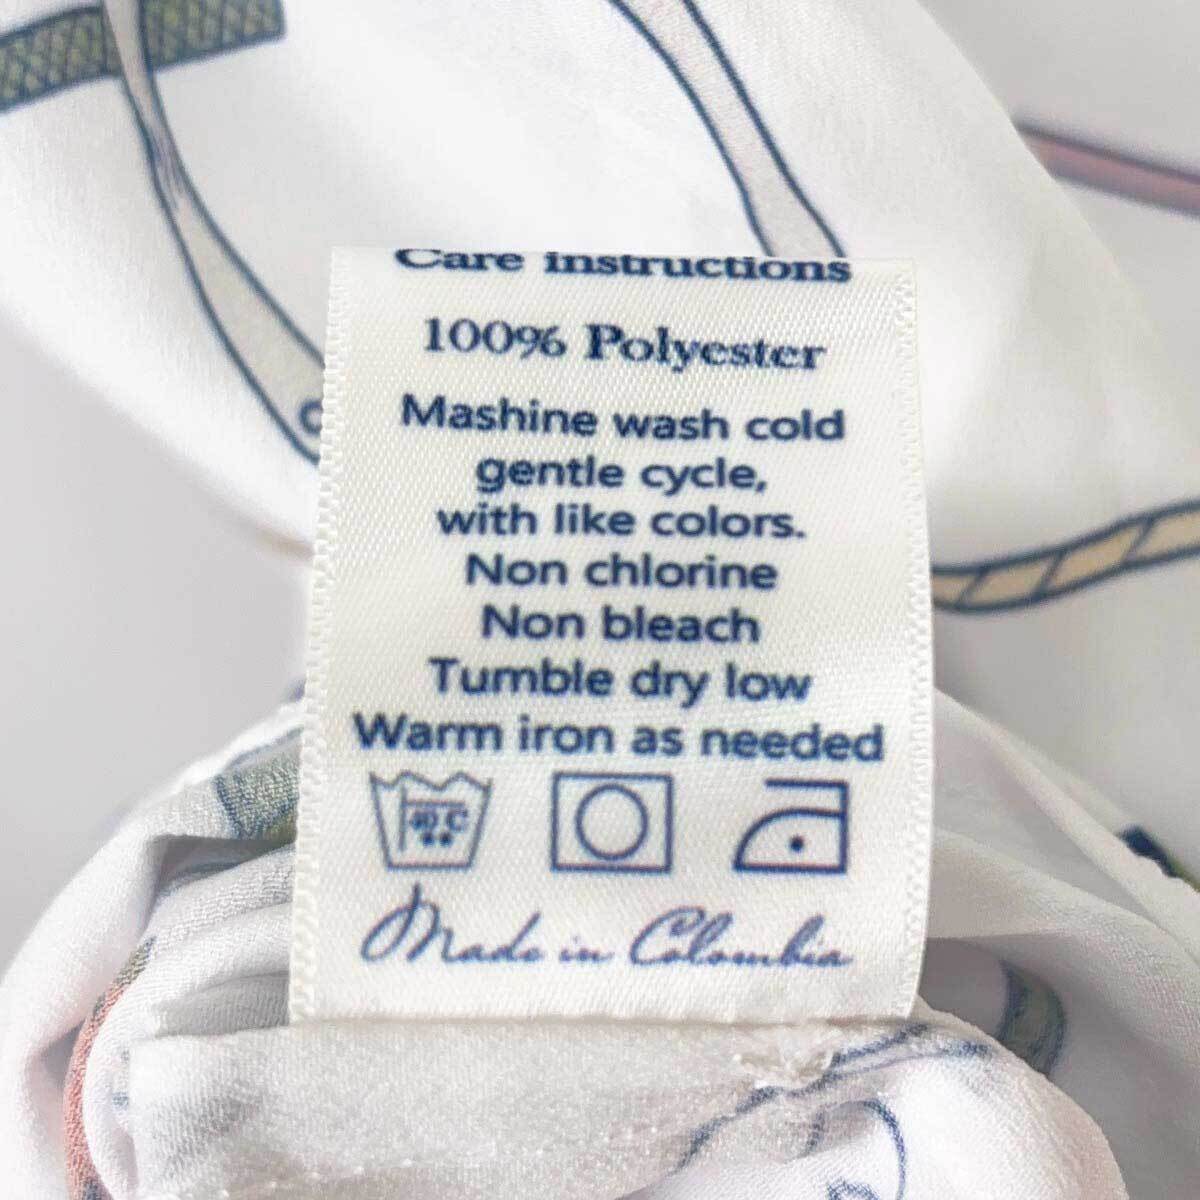 Care instructions
100% Polyester
Mashine wash cold
gentle cycle,
with like colors.
Non chlorine
Non bleach
Tumble dry low
Warm iron as needed
40 C
Made in Colombia